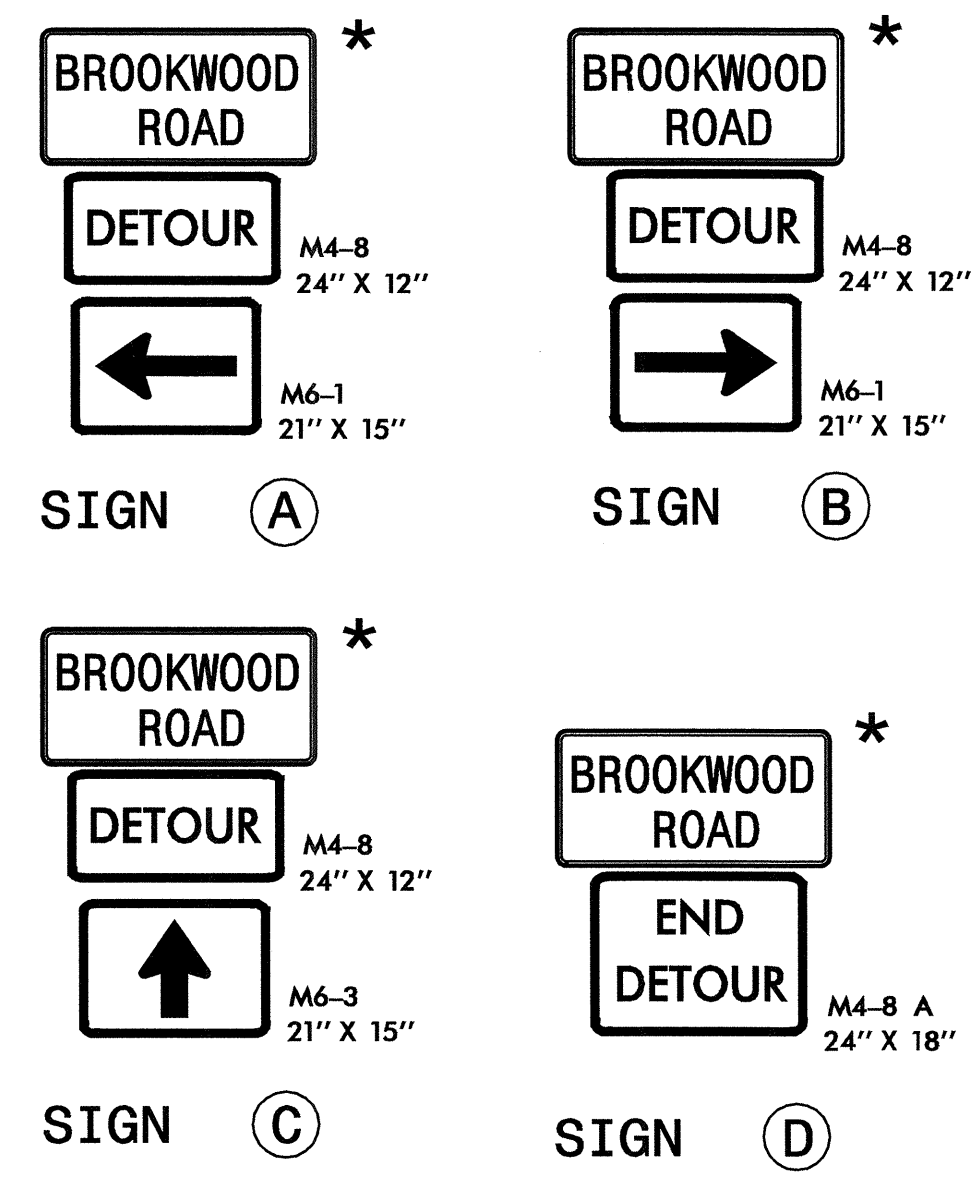 BROOKWOOD
ROAD
*
DETOUR
M4-8
24" X 12"
M6-1
21" X 15"
SIGN A
BROOKWOOD
ROAD
*
DETOUR
M4-8
24" X 12"
M6-1
21" X 15"
SIGN B
BROOKWOOD
ROAD
*
DETOUR
M4-8
24" X 12"
M6-3
21" X 15"
SIGN C
BROOKWOOD
ROAD
*
END
DETOUR
M4-8 A
24" X 18"
SIGN D